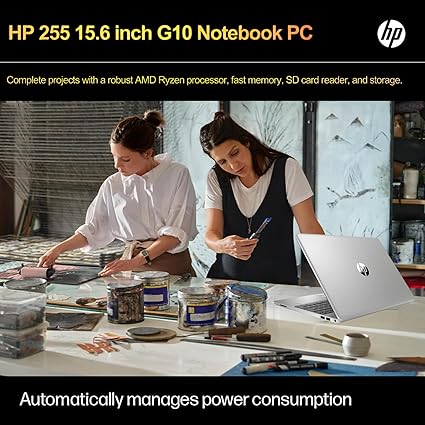 HP 255 15.6 inch G10 Notebook PC
hp
Complete projects with a robust AMD Ryzen processor, fast memory, SD card reader, and storage.
hp
Automatically manages power consumption